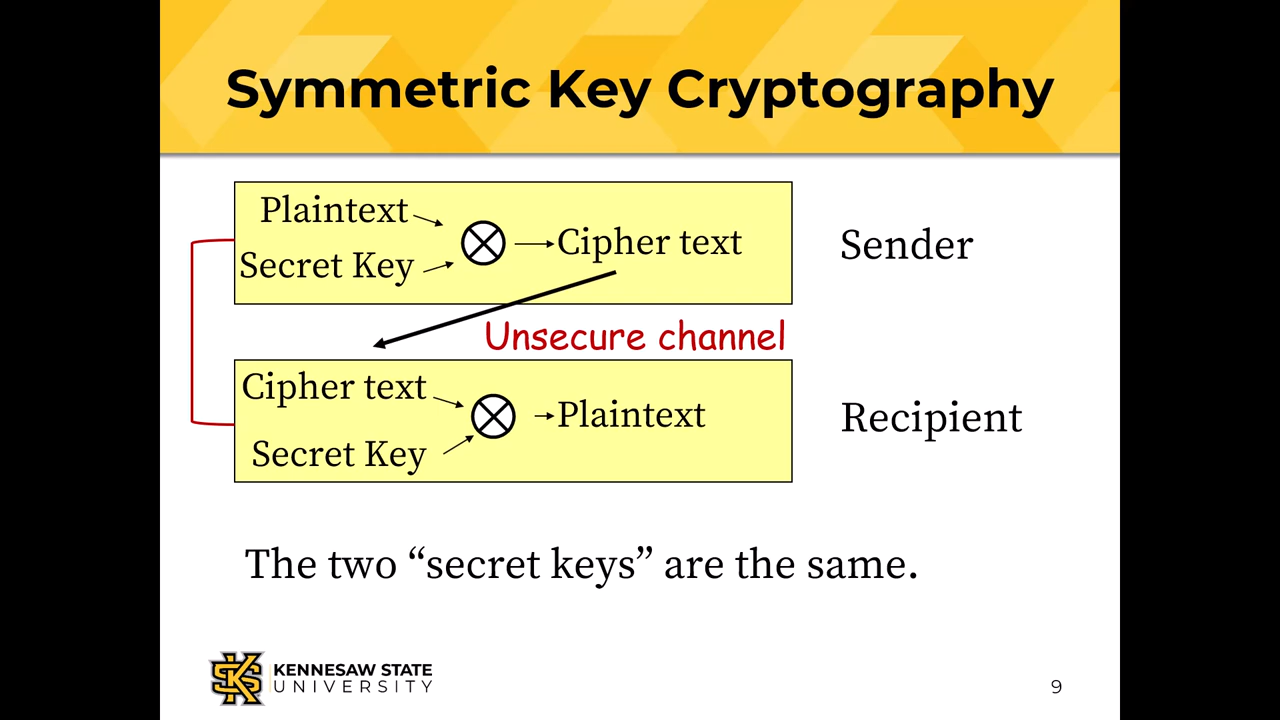 Symmetric Key Cryptography
Plaintext
Secret Key
Cipher text
Sender
Unsecure channel
Cipher text
Secret Key
Plaintext
Recipient
The two “secret keys” are the same.
KS
KENNESAW STATE
UNIVERSITY
9